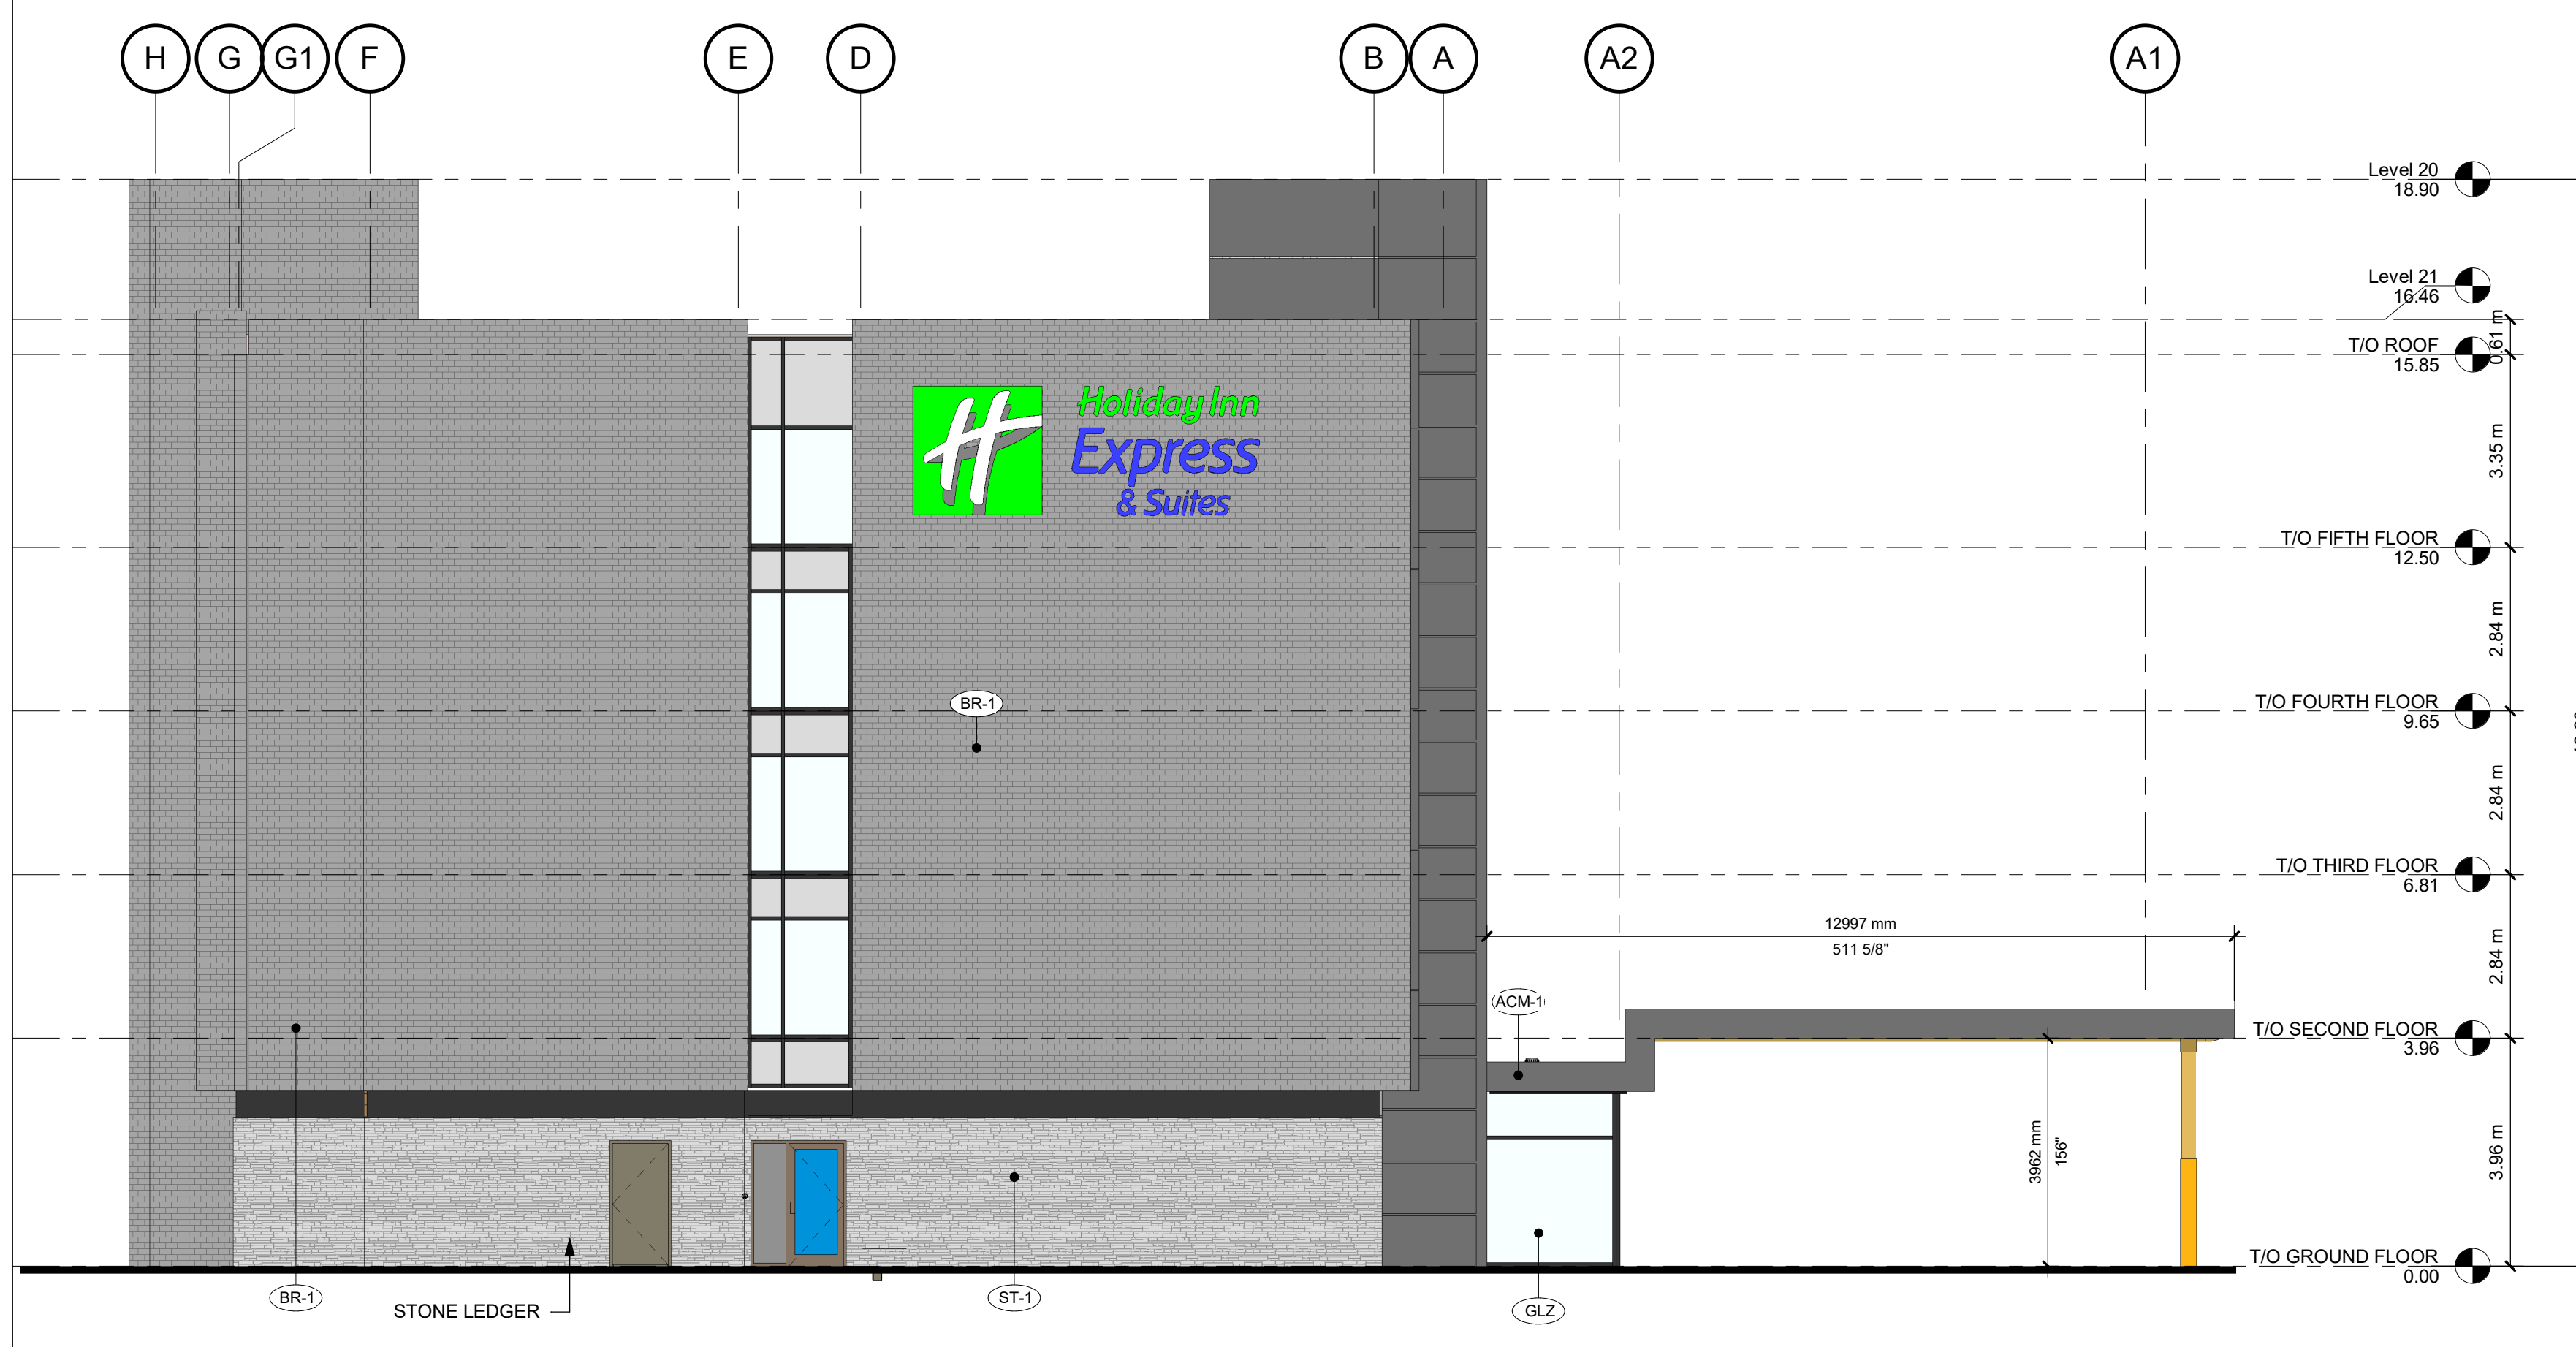 H G G1 F E D B A A2 A1
Level 20
18.90
Level 21
16.46
0.61 m
T/O ROOF
15.85
Holiday Inn
Express
& Suites
3.35 m
T/O FIFTH FLOOR
12.50
2.84 m
BR-1
T/O FOURTH FLOOR
9.65
2.84 m
T/O THIRD FLOOR
6.81
12997 mm
511 5/8"
2.84 m
ACM-1
T/O SECOND FLOOR
3.96
3962 mm
156"
3.96 m
T/O GROUND FLOOR
0.00
BR-1
STONE LEDGER
ST-1
GLZ